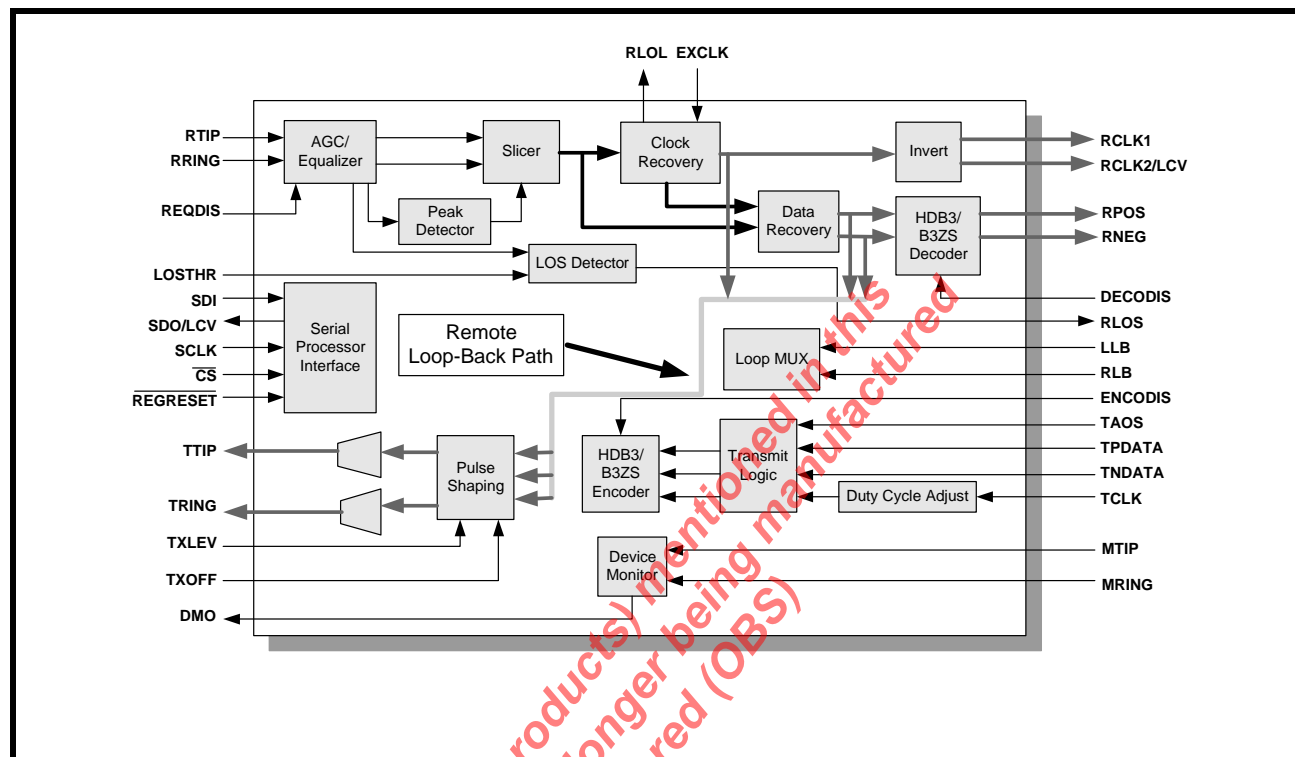 RLOL EXCLK
RTIP
RRING
REQDIS
LOSTHR
SDI
SDO/LCV
SCLK
CS
REGRESET
TTIP
TRING
TXLEV
TXOFF
DMO
AGC/
Equalizer
Slicer
Peak
Detector
LOS Detector
Clock
Recovery
Data
Recovery
Invert
HDB3/
B3ZS
Decoder
Serial
Processor
Interface
Remote
Loop-Back Path
Loop MUX
Pulse
Shaping
HDB3/
B3ZS
Encoder
Transmit
Logic
Duty Cycle Adjust
Device
Monitor
RCLK1
RCLK2/LCV
RPOS
RNEG
DECODIS
RLOS
LLB
RLB
ENCODIS
TAOS
TPDATA
TNDATA
TCLK
MTIP
MRING
roducts) mentioned in this
longer being manufactured
red (OBS)